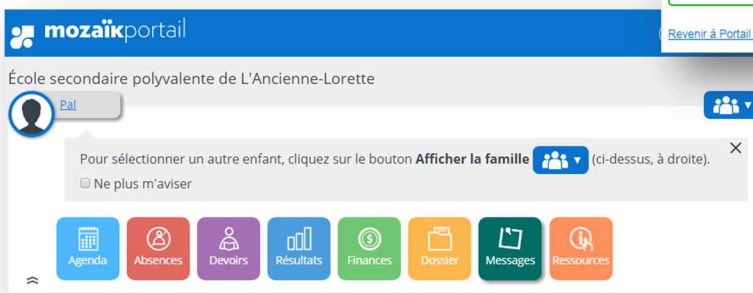 mozaïkportail
Revenir à Portail
École secondaire polyvalente de L'Ancienne-Lorette
Pal
Pour sélectionner un autre enfant, cliquez sur le bouton Afficher la famille (ci-dessus, à droite).
Ne plus m'aviser
Agenda Absences Devoirs Résultats Finances Dossier Messages Ressources